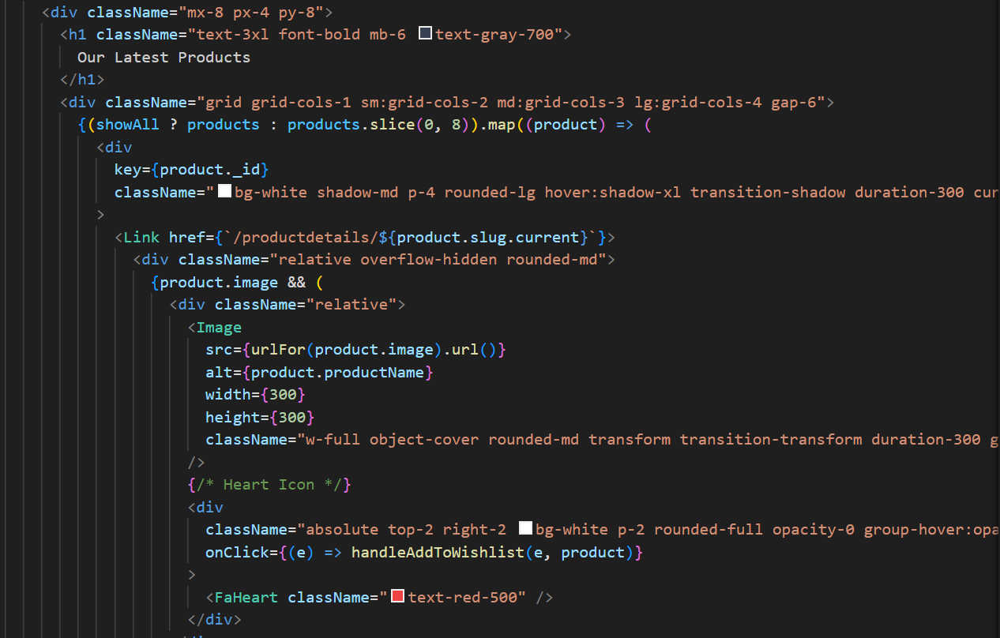 <div className="mx-8 px-4 py-8">
<h1 className="text-3xl font-bold mb-6 text-gray-700">
Our Latest Products
</h1>
<div className="grid grid-cols-1 sm:grid-cols-2 md:grid-cols-3 lg:grid-cols-4 gap-6">
{(showAll ? products : products.slice(0, 8)).map((product) => (
<div
key={product._id}
className="bg-white shadow-md p-4 rounded-lg hover:shadow-xl transition-shadow duration-300 cur
>
<Link href={`/productdetails/${product.slug.current}`}>
<div className="relative overflow-hidden rounded-md">
{product.image && (
<div className="relative">
<Image
src={urlFor(product.image).url()}
alt={product.productName}
width={300}
height={300}
className="w-full object-cover rounded-md transform transition-transform duration-300 g
/>
{/* Heart Icon */}
<div
className="absolute top-2 right-2 bg-white p-2 rounded-full opacity-0 group-hover:opa
onClick={(e) => handleAddToWishlist(e, product)}
>
<FaHeart className="text-red-500" />
</div>